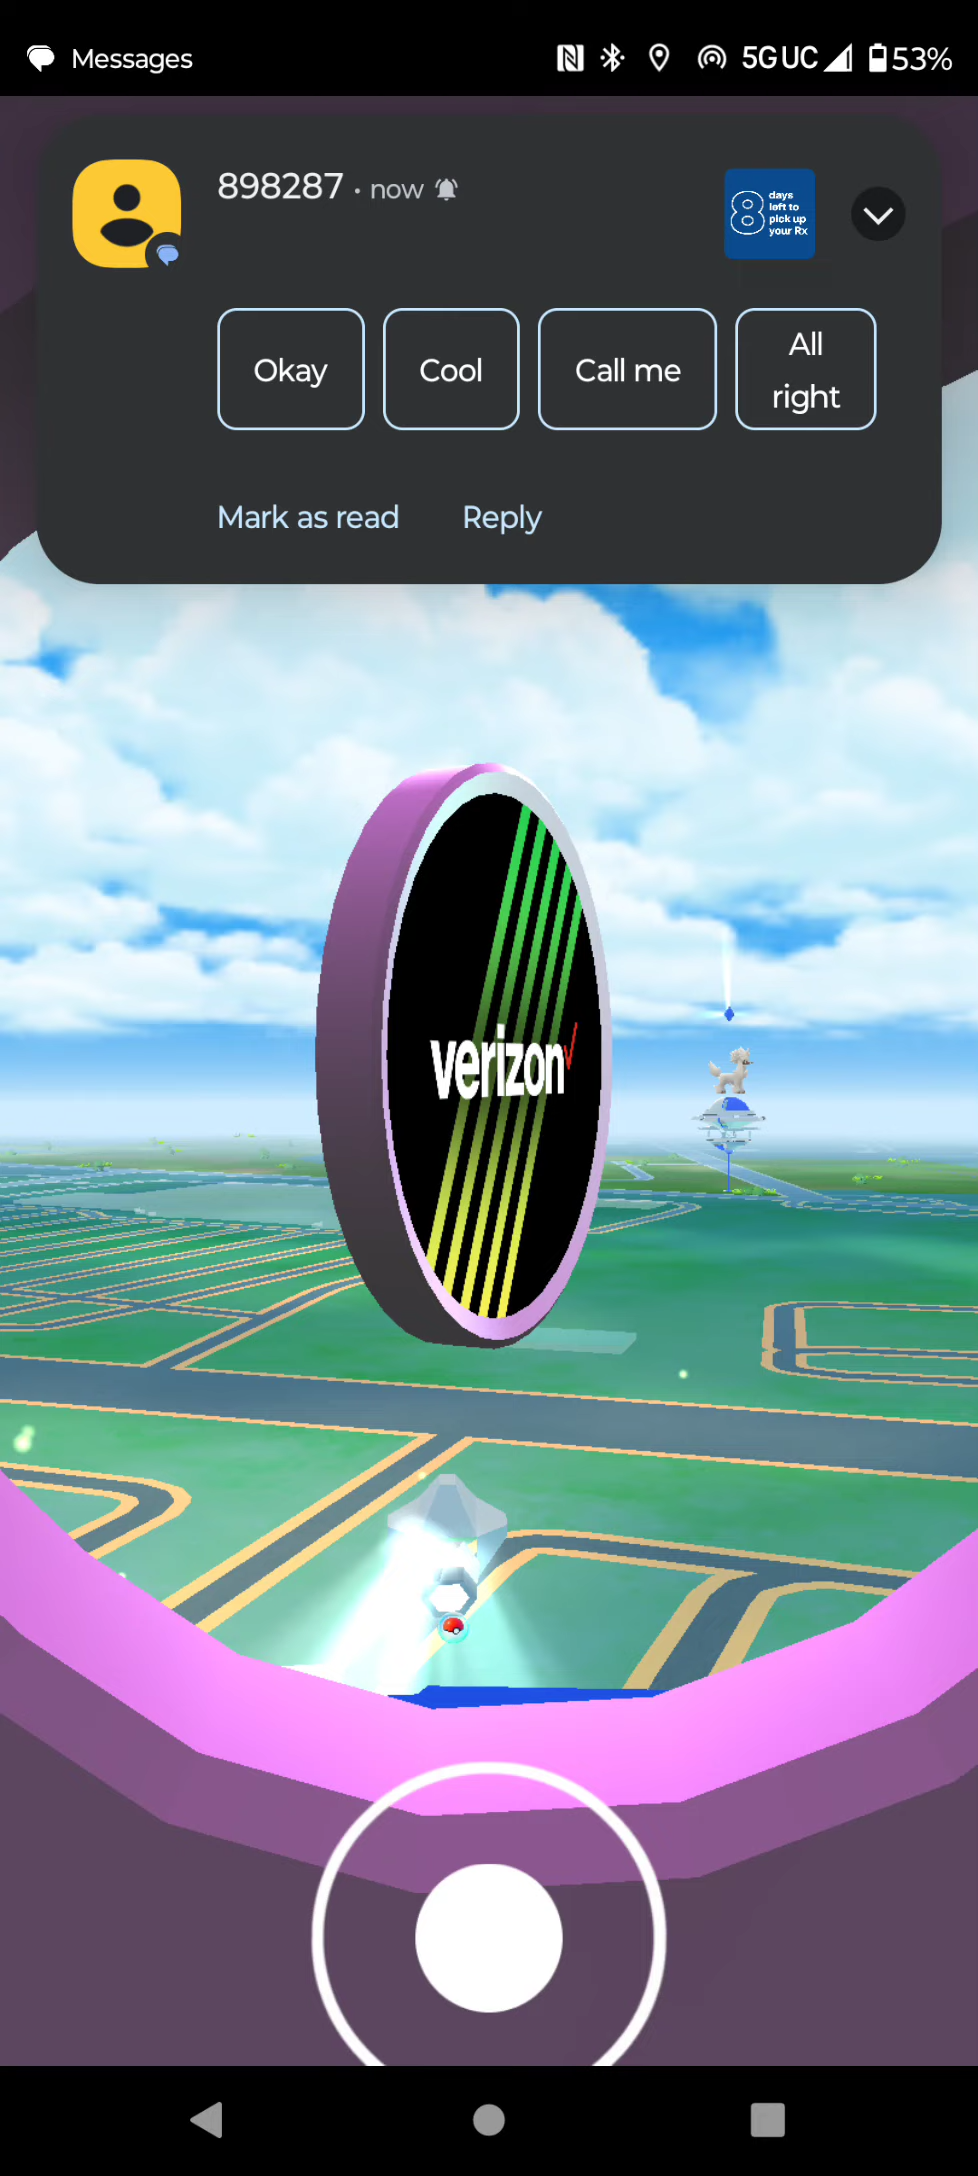 Messages
5G UC
53%
898287 • now
8 days
left to
pick up
your Rx
Okay
Cool
Call me
All
right
Mark as read
Reply
verizon